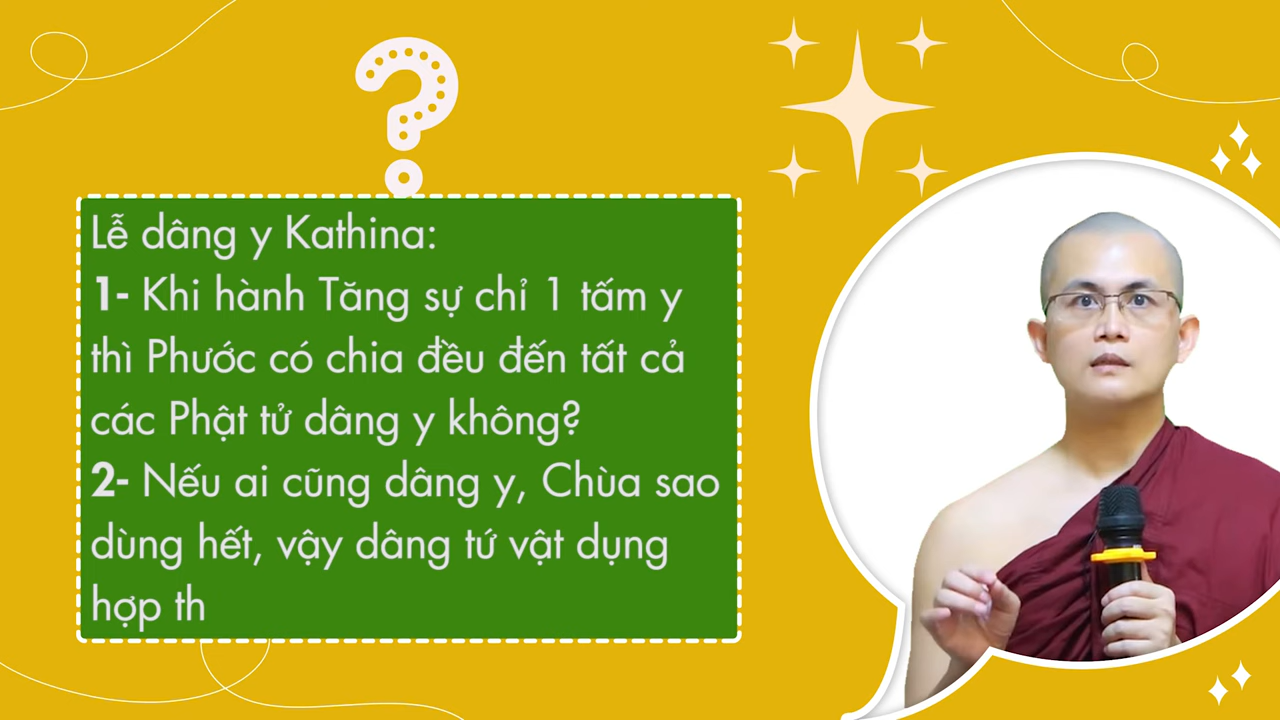 Lễ dâng y Kathina:
1- Khi hành Tăng sự chỉ 1 tấm y
thì Phước có chia đều đến tất cả
các Phật tử dâng y không?
2- Nếu ai cũng dâng y, Chùa sao
dùng hết, vậy dâng tứ vật dụng
hợp th